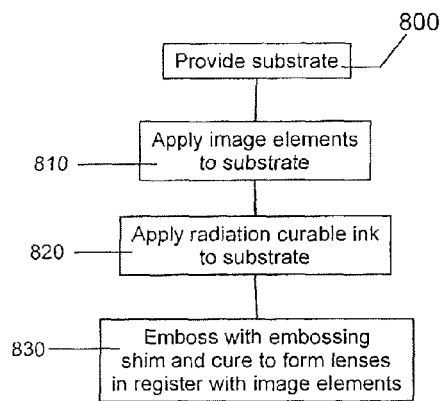 800
Provide substrate
810
Apply image elements
to substrate
820
Apply radiation curable ink
to substrate
830
Emboss with embossing
shim and cure to form lenses
in register with image elements